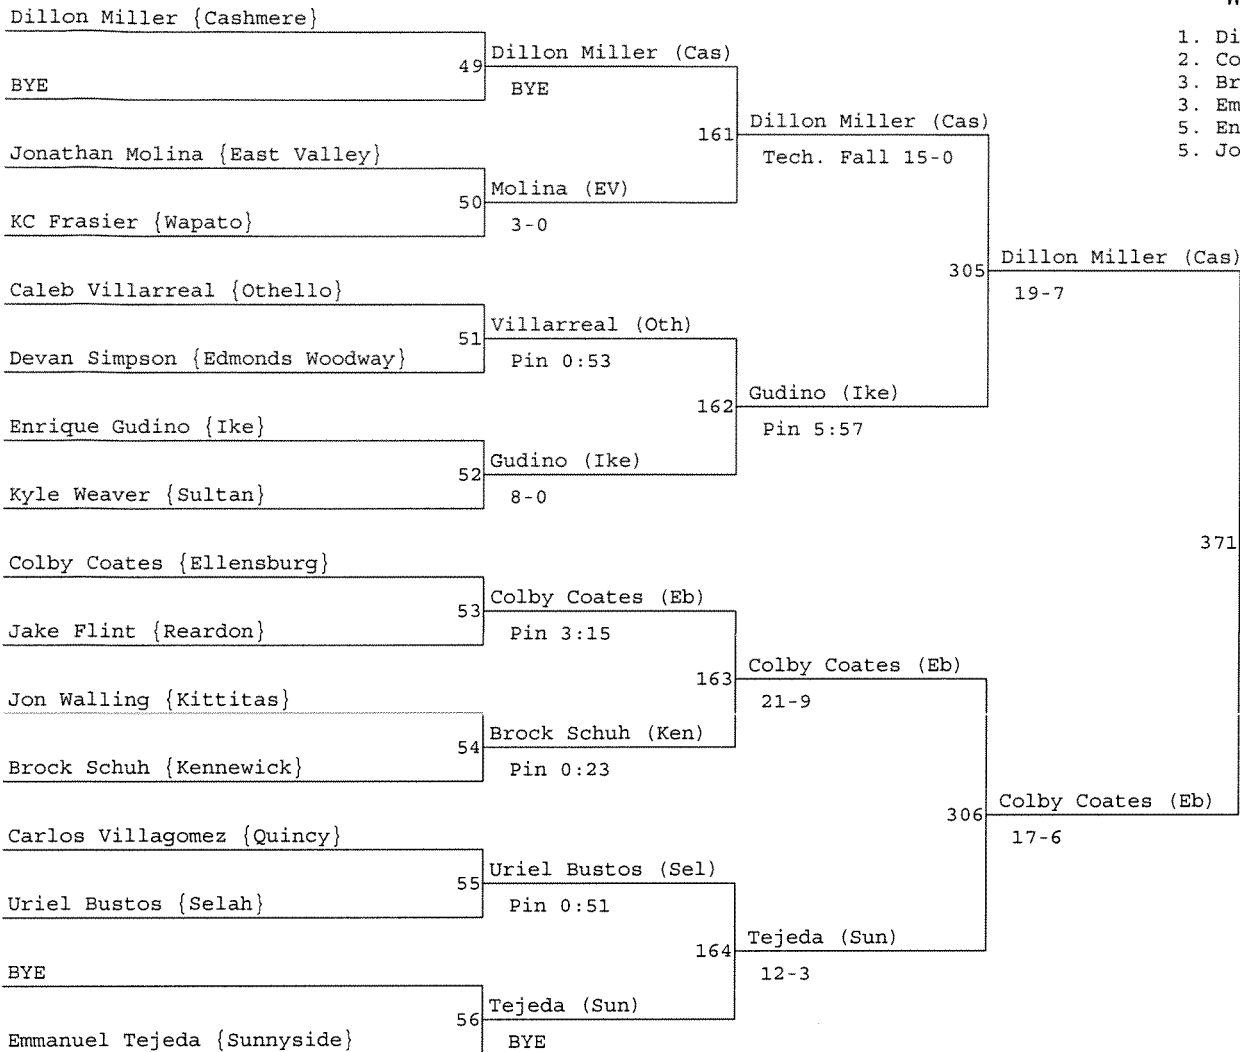 W
Dillon Miller {Cashmere}
1. Di
49 Dillon Miller (Cas)
2. Co
BYE
BYE
3. Br
161 Dillon Miller (Cas)
3. Em
Jonathan Molina {East Valley}
Tech. Fall 15-0
5. En
5. Jo
50 Molina (EV)
KC Frasier {Wapato}
3-0
305 Dillon Miller (Cas)
Caleb Villarreal {Othello}
19-7
51 Villarreal (Oth)
Devan Simpson {Edmonds Woodway}
Pin 0:53
162 Gudino (Ike)
Enrique Gudino {Ike}
Pin 5:57
52 Gudino (Ike)
Kyle Weaver {Sultan}
8-0
371
Colby Coates {Ellensburg}
53 Colby Coates (Eb)
Jake Flint {Reardon}
Pin 3:15
163 Colby Coates (Eb)
Jon Walling {Kittitas}
21-9
54 Brock Schuh (Ken)
Brock Schuh {Kennewick}
Pin 0:23
306 Colby Coates (Eb)
Carlos Villagomez {Quincy}
17-6
55 Uriel Bustos (Sel)
Uriel Bustos {Selah}
Pin 0:51
164 Tejeda (Sun)
BYE
12-3
56 Tejeda (Sun)
Emmanuel Tejeda {Sunnyside}
BYE